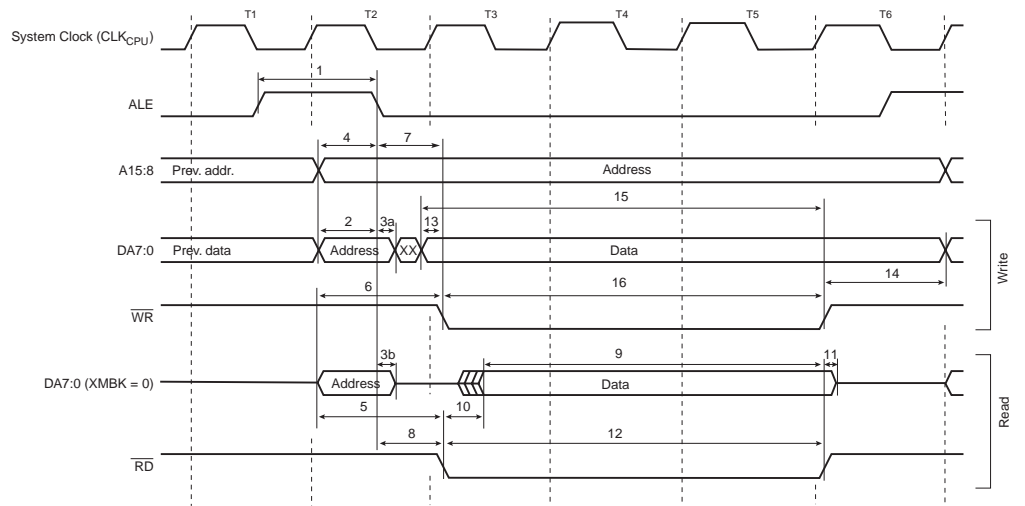 T1 T2 T3 T4 T5 T6
System Clock (CLKCPU)
1
ALE
4 7
A15:8 Prev. addr. Address
15
2 3a 13
DA7:0 Prev. data Address XX Data
6 16 14
WR
Write
3b 9 11
DA7:0 (XMBK = 0) Address Data
5 10
8 12
RD
Read